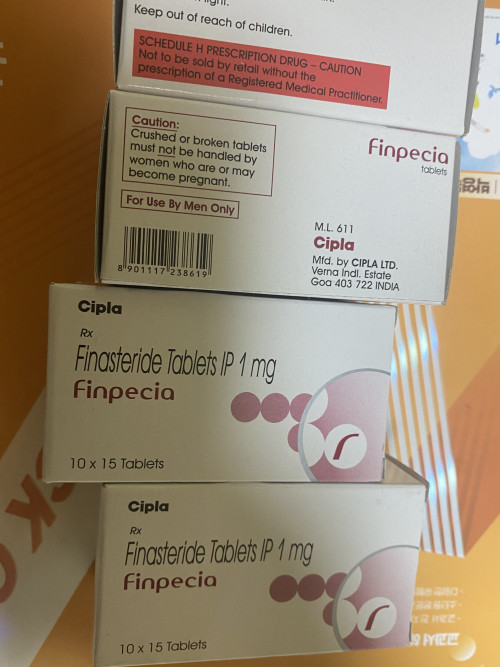 Keep out of reach of children.
SCHEDULE H PRESCRIPTION DRUG – CAUTION
Not to be sold by retail without the
prescription of a Registered Medical Practitioner.
Caution:
Crushed or broken tablets
must not be handled by
women who are or may
become pregnant.
For Use By Men Only
8 901117 238619
Finpecia
tablets
M.L. 611
Cipla
Mfd. by CIPLA LTD.
Verna Indl. Estate
Goa 403 722 INDIA
Cipla
Rx
Finasteride Tablets IP 1 mg
Finpecia
10 x 15 Tablets
Cipla
Rx
Finasteride Tablets IP 1 mg
Finpecia
10 x 15 Tablets